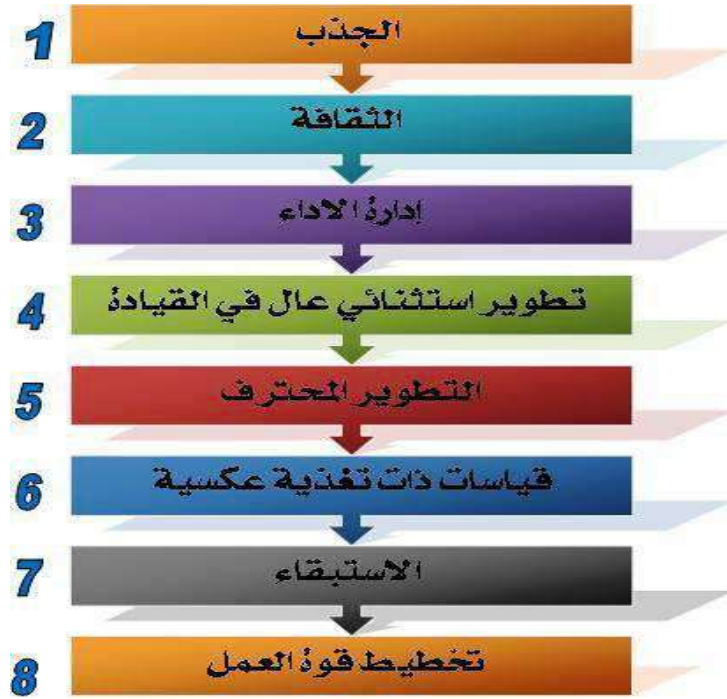 1 الجذب
2 الثقافة
3 إدارة الاداء
4 تطوير استثنائي عال في القيادة
5 التطوير المحترف
6 قياسات ذات تغذية عكسية
7 الاستبقاء
8 تخطيط قوة العمل